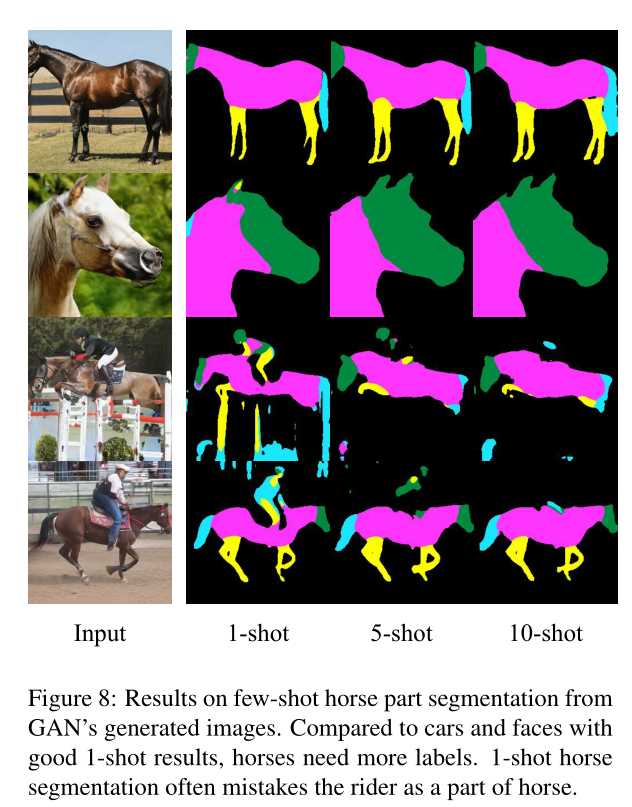 Input
1-shot
5-shot
10-shot
Figure 8: Results on few-shot horse part segmentation from
GAN's generated images. Compared to cars and faces with
good 1-shot results, horses need more labels. 1-shot horse
segmentation often mistakes the rider as a part of horse.